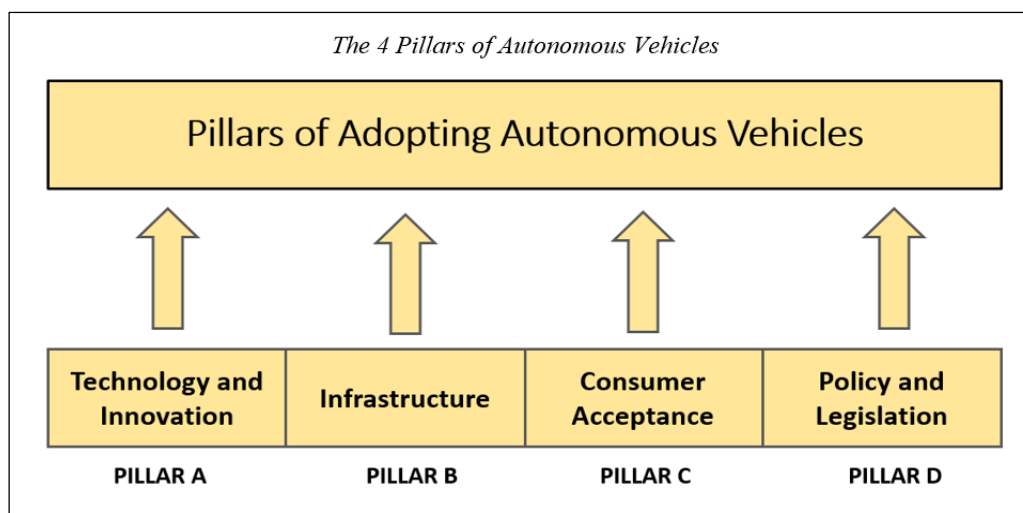 The 4 Pillars of Autonomous Vehicles
Pillars of Adopting Autonomous Vehicles
Technology and
Innovation
Infrastructure
Consumer
Acceptance
Policy and
Legislation
PILLAR A
PILLAR B
PILLAR C
PILLAR D